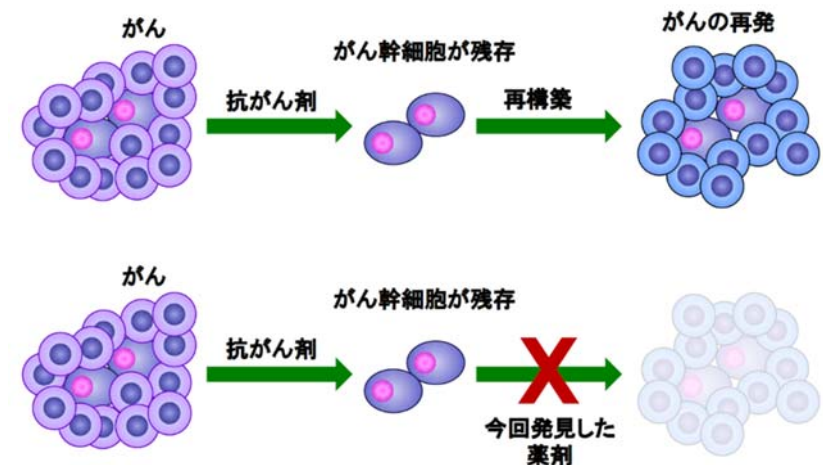 がん
がん幹細胞が残存
がんの再発
抗がん剤
再構築
がん
がん幹細胞が残存
抗がん剤
今回発見した
薬剤